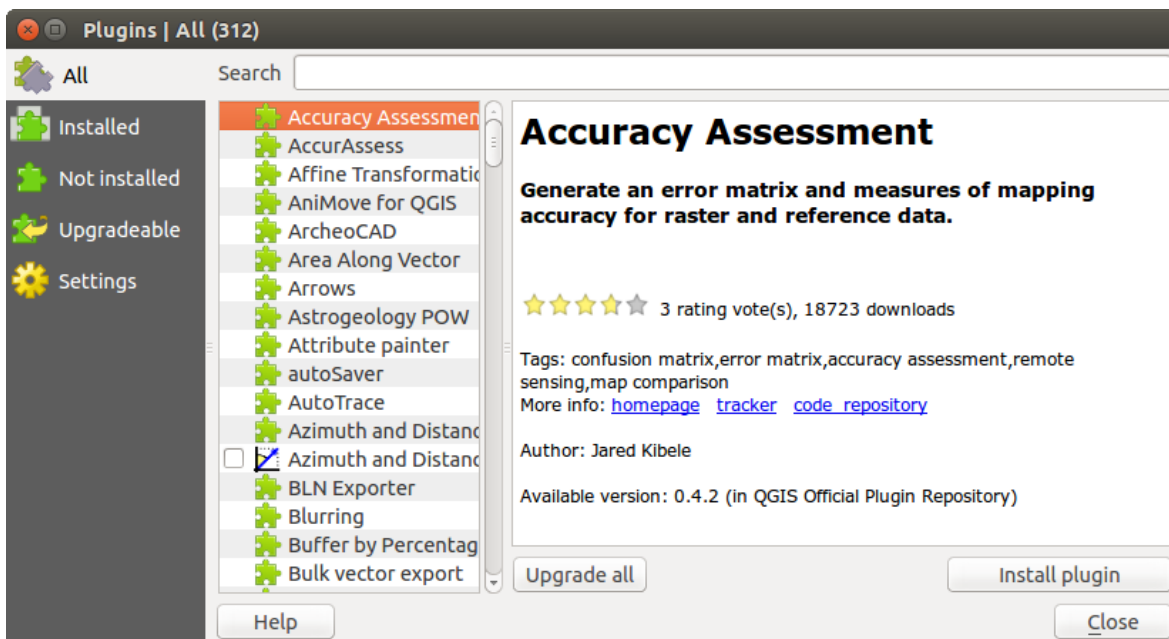 Plugins | All (312)
All
Installed
Not installed
Upgradeable
Settings
Search
Accuracy Assessmen
AccurAssess
Affine Transformatic
AniMove for QGIS
ArcheoCAD
Area Along Vector
Arrows
Astrogeology POW
Attribute painter
autoSaver
AutoTrace
Azimuth and Distanc
Azimuth and Distanc
BLN Exporter
Blurring
Buffer by Percentag
Bulk vector export
Accuracy Assessment
Generate an error matrix and measures of mapping
accuracy for raster and reference data.
3 rating vote(s), 18723 downloads
Tags: confusion matrix,error matrix,accuracy assessment,remote
sensing,map comparison
More info: homepage tracker code_repository
Author: Jared Kibele
Available version: 0.4.2 (in QGIS Official Plugin Repository)
Upgrade all
Install plugin
Help
Close